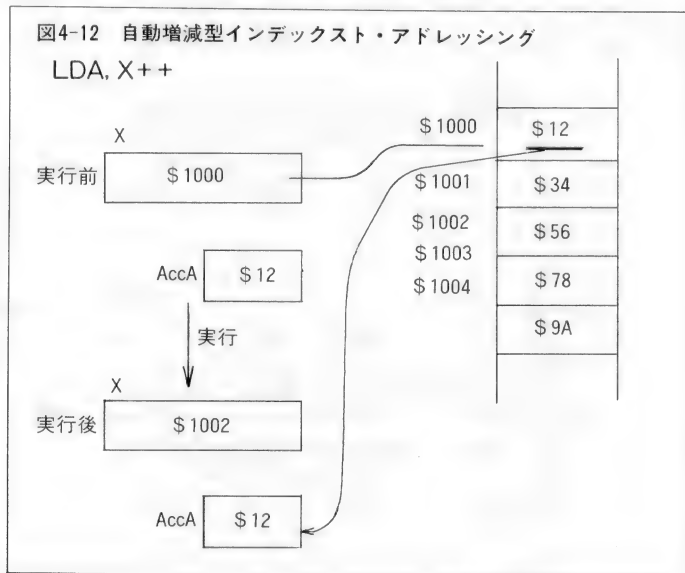 図4-12 自動増減型インデックスト・アドレッシング
LDA, X++
X
実行前
$1000
AccA
$12
実行
X
実行後
$1002
AccA
$12
$1000
$12
$1001
$34
$1002
$56
$1003
$1004
$78
$9A